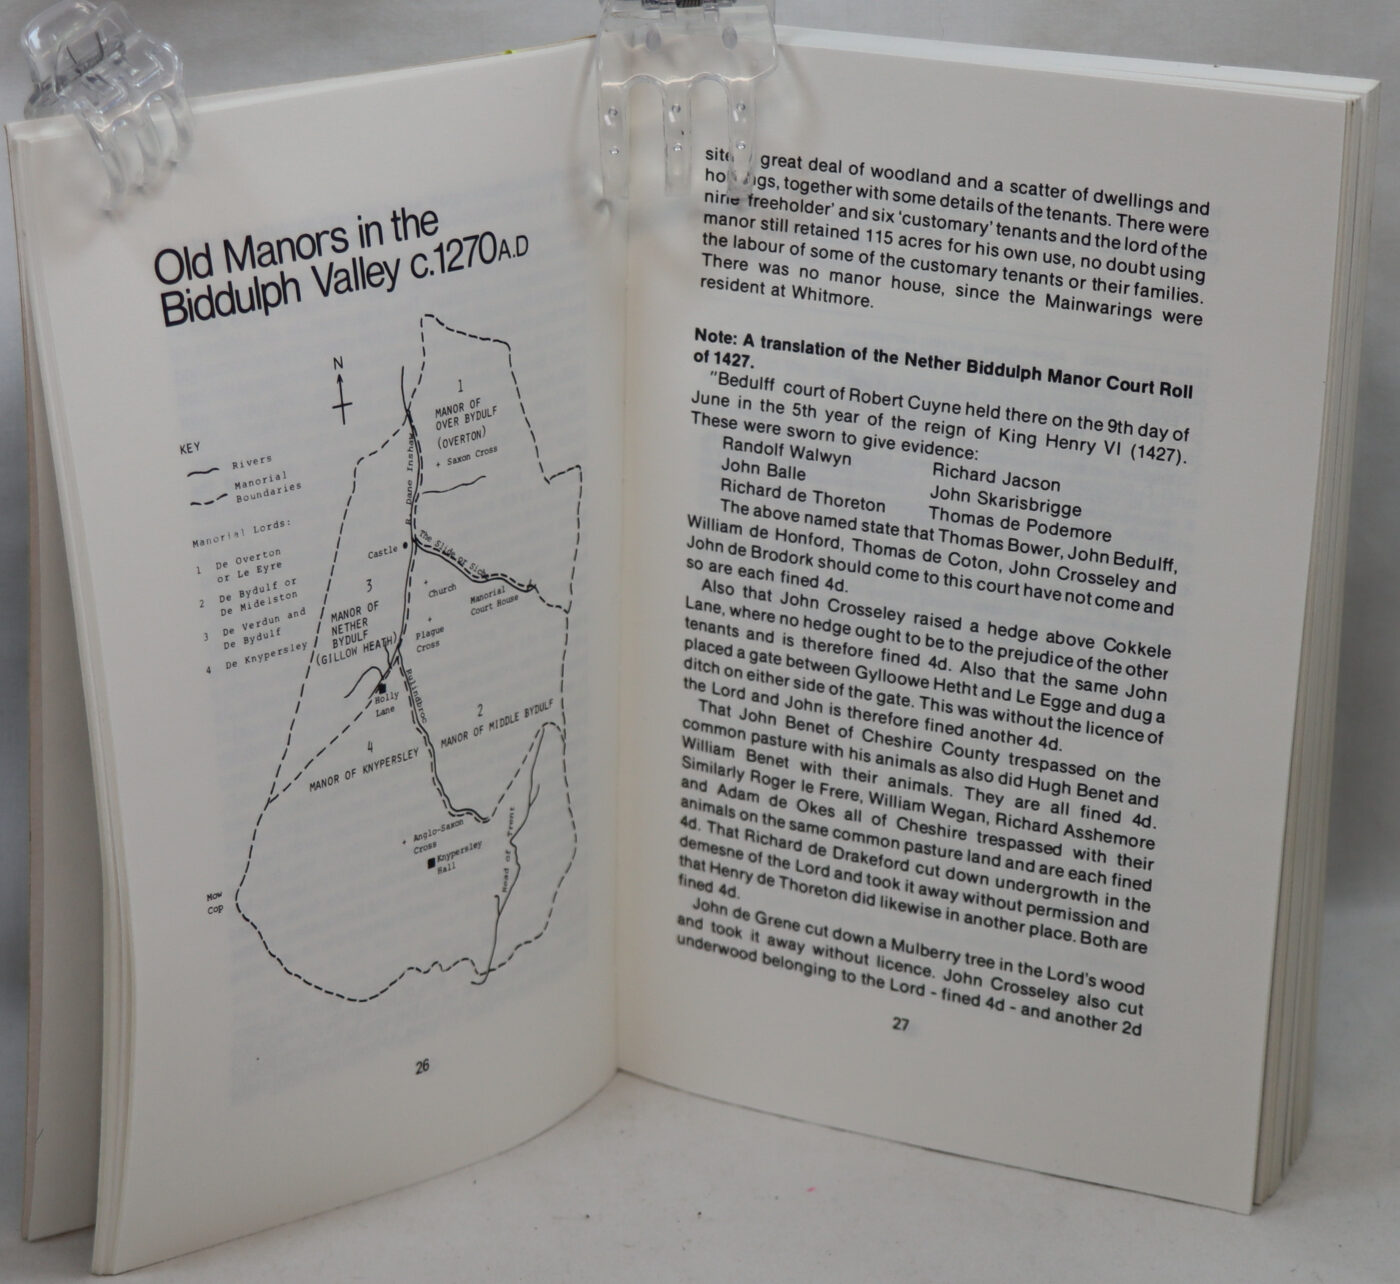 Old Manors in the
Biddulph Valley c.1270A.D
N
KEY
Rivers
Manorial
Boundaries
Manorial Lords:
1 De Overton
or Le Eyre
2 De Bydulf or
De Midelston
3 De Verdun and
De Bydulf
4 De Knypersley
1
MANOR OF
OVER BYDULF
(OVERTON)
+ Saxon Cross
R. Dane Inshaw
Castle
The Slide or Sich
Church
Manorial
Court House
3
MANOR OF
NETHER
BYDULF
(GILLOW HEATH)
Plague
Cross
Holly
Lane
2
MANOR OF MIDDLE BYDULF
4
MANOR OF KNYPERSLEY
Anglo-Saxon
Cross
Knypersley
Hall
Head of Trent
Mow
Cop
26
great deal of woodland and a scatter of dwellings and
together with some details of the tenants. There were
nine 'freeholder' and six 'customary' tenants and the lord of the
manor still retained 115 acres for his own use, no doubt using
the labour of some of the customary tenants or their families.
There was no manor house, since the Mainwarings were
resident at Whitmore.
Note: A translation of the Nether Biddulph Manor Court Roll
of 1427.
"Bedulff court of Robert Cuyne held there on the 9th day of
June in the 5th year of the reign of King Henry VI (1427).
These were sworn to give evidence:
Randolf Walwyn Richard Jacson
John Balle John Skarisbrigge
Richard de Thoreton Thomas de Podemore
The above named state that Thomas Bower, John Bedulff,
William de Honford, Thomas de Coton, John Crosseley and
John de Brodork should come to this court have not come and
so are each fined 4d.
Also that John Crosseley raised a hedge above Cokkele
Lane, where no hedge ought to be to the prejudice of the other
tenants and is therefore fined 4d. Also that the same John
placed a gate between Gylloowe Hetht and Le Egge and dug a
ditch on either side of the gate. This was without the licence of
the Lord and John is therefore fined another 4d.
That John Benet of Cheshire County trespassed on the
common pasture with his animals as also did Hugh Benet and
William Benet with their animals. They are all fined 4d.
Similarly Roger le Frere, William Wegan, Richard Asshemore
and Adam de Okes all of Cheshire trespassed with their
animals on the same common pasture land and are each fined
4d. That Richard de Drakeford cut down undergrowth in the
demesne of the Lord and took it away without permission and
that Henry de Thoreton did likewise in another place. Both are
fined 4d.
John de Grene cut down a Mulberry tree in the Lord's wood
and took it away without licence. John Crosseley also cut
underwood belonging to the Lord - fined 4d - and another 2d
27